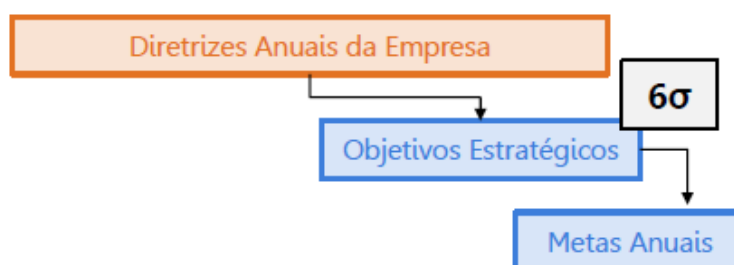 Diretrizes Anuais da Empresa
6σ
Objetivos Estratégicos
Metas Anuais